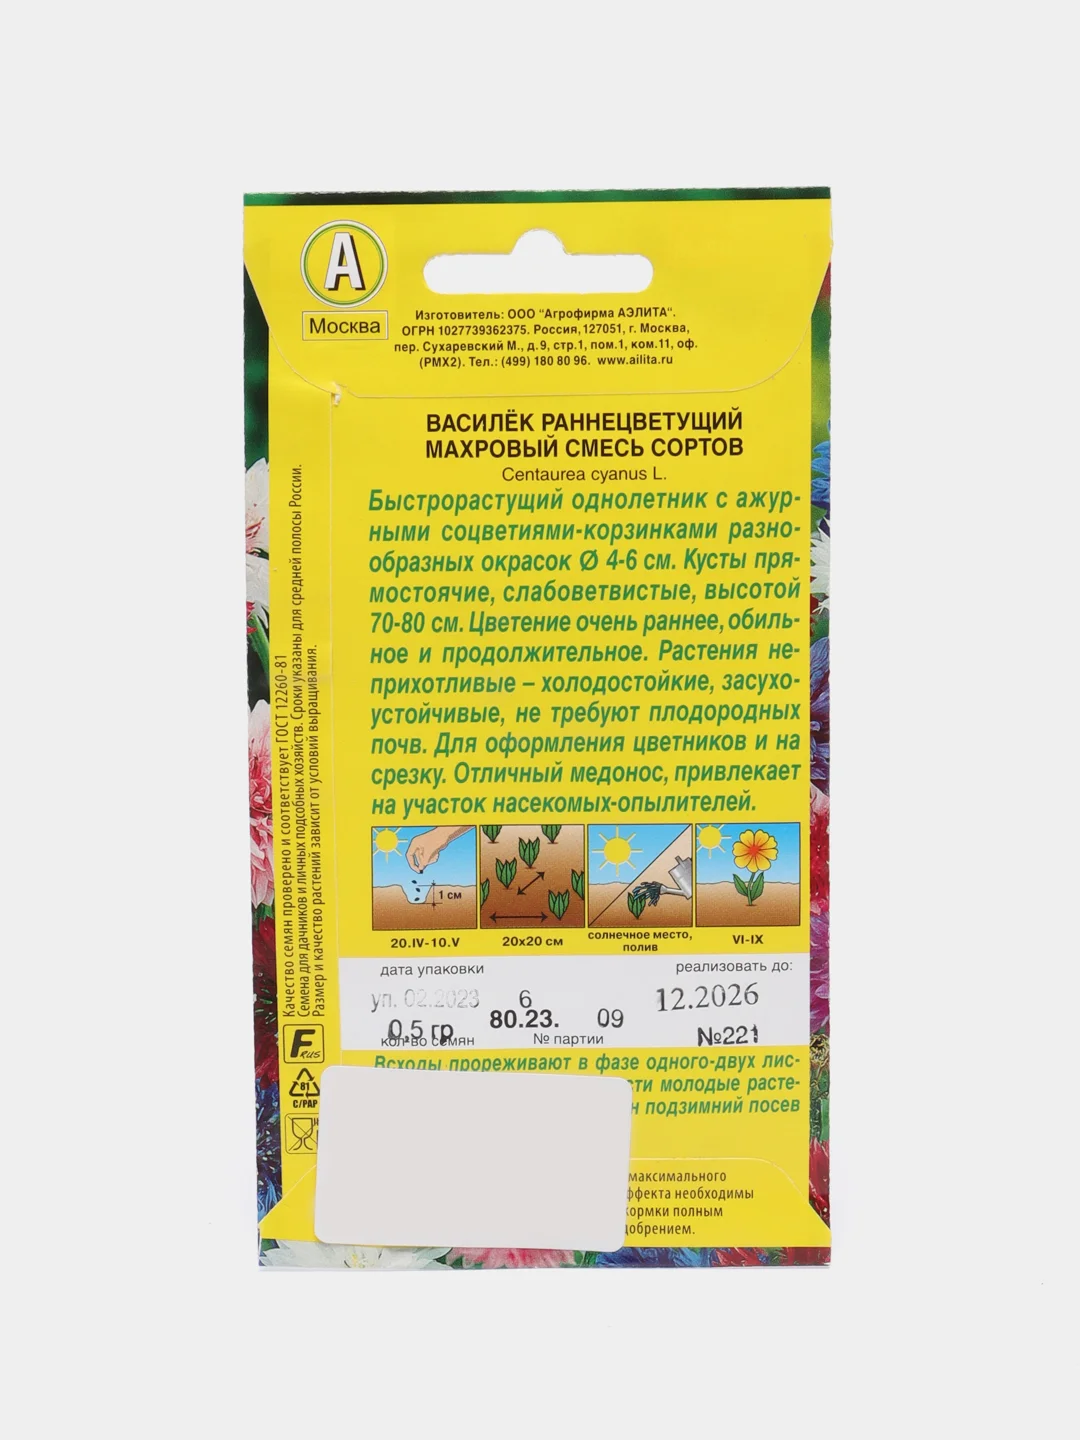 А
Москва
Изготовитель: ООО "Агрофирма АЭЛИТА".
ОГРН 1027739362375. Россия,127051, г. Москва,
пер. Сухаревский М., д.9, стр.1, пом.1, ком.11, оф.
(РМХ2). Тел.: (499) 180 80 96. www.ailita.ru
ВАСИЛЁК РАННЕЦВЕТУЩИЙ
МАХРОВЫЙ СМЕСЬ СОРТОВ
Centaurea cyanus L.
Быстрорастущий однолетник с ажур-
ными соцветиями-корзинками разно-
образных окрасок Ø 4-6 см. Кусты пря-
мостоячие, слабоветвистые, высотой
70-80 см. Цветение очень раннее, обиль-
ное и продолжительное. Растения не-
прихотливые – холодостойкие, засухо-
устойчивые, не требуют плодородных
почв. Для оформления цветников и на
срезку. Отличный медонос, привлекает
на участок насекомых-опылителей.
1 см
20.IV-10.V
20х20 см
солнечное место,
полив
VI-IX
дата упаковки
реализовать до:
уп. 02.2023 6 12.2026
0,5 гр 80.23. 09 №221
кол-во семян № партии
Всходы прореживают в фазе одного-двух лис-
сти молодые расте-
н подзимний посев
максимального
ффекта необходимы
кормки полным
добрением.
Качество семян проверено и соответствует ГОСТ 12260-81
Семена для дачников и личных подсобных хозяйств. Сроки указаны для средней полосы России.
Размер и качество растений зависит от условий выращивания.
F RUS
81
C/PAP